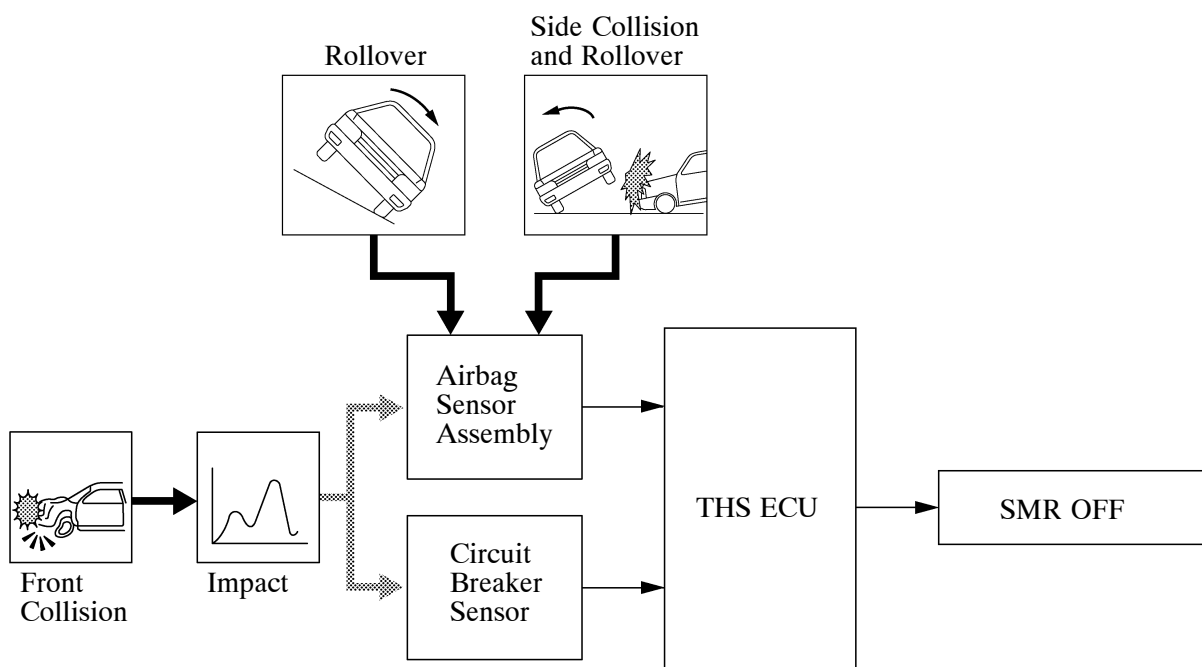 Rollover
Side Collision
and Rollover
Airbag
Sensor
Assembly
THS ECU
SMR OFF
Front
Collision
Impact
Circuit
Breaker
Sensor